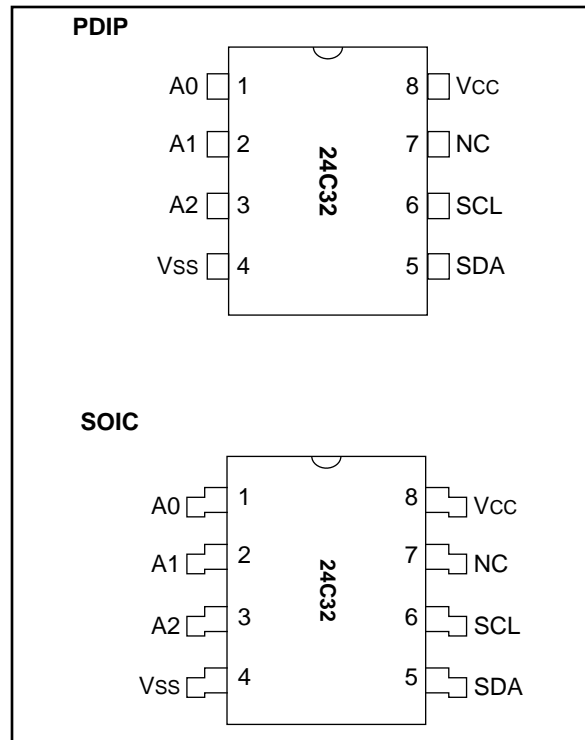 PDIP
A0 1 8 Vcc
A1 2 7 NC
A2 3 6 SCL
Vss 4 5 SDA
24C32
SOIC
A0 1 8 Vcc
A1 2 7 NC
A2 3 6 SCL
Vss 4 5 SDA
24C32